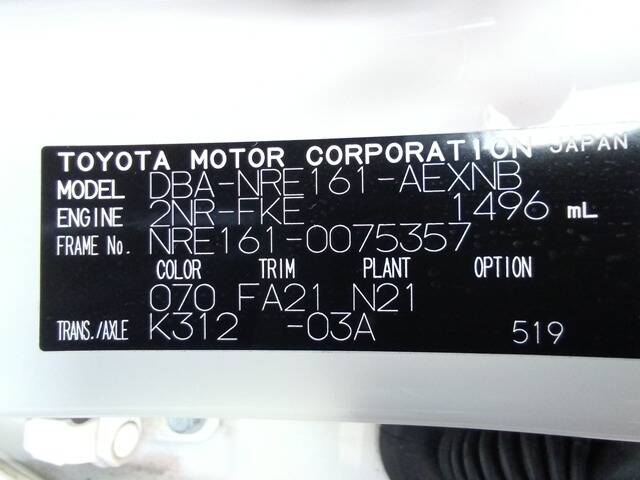 TOYOTA MOTOR CORPORATION JAPAN
MODEL DBA-NRE161-AEXNB
ENGINE 2NR-FKE 1496 mL
FRAME No. NRE161-0075357
COLOR TRIM PLANT OPTION
070 FA21 N21
TRANS./AXLE K312 -03A 519